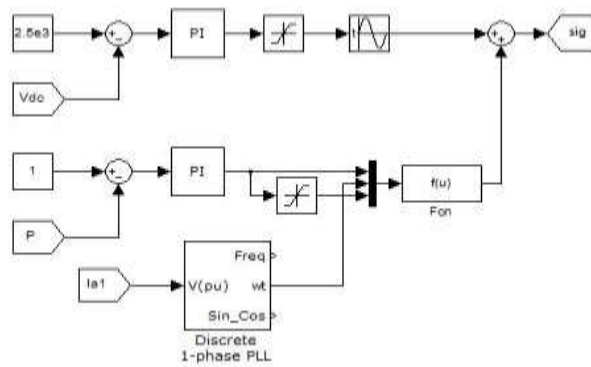 2.5e3
+
-
PI
t
+
+
sig
Vdc
1
+
-
PI
f(u)
Fcn
P
Ia1
Freq
V(pu)
wt
Sin_Cos
Discrete
1-phase PLL